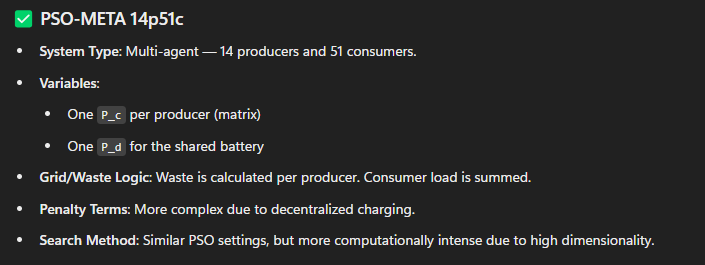 ✅ PSO-META 14p51c
• System Type: Multi-agent — 14 producers and 51 consumers.
• Variables:
• One P_c per producer (matrix)
• One P_d for the shared battery
• Grid/Waste Logic: Waste is calculated per producer. Consumer load is summed.
• Penalty Terms: More complex due to decentralized charging.
• Search Method: Similar PSO settings, but more computationally intense due to high dimensionality.